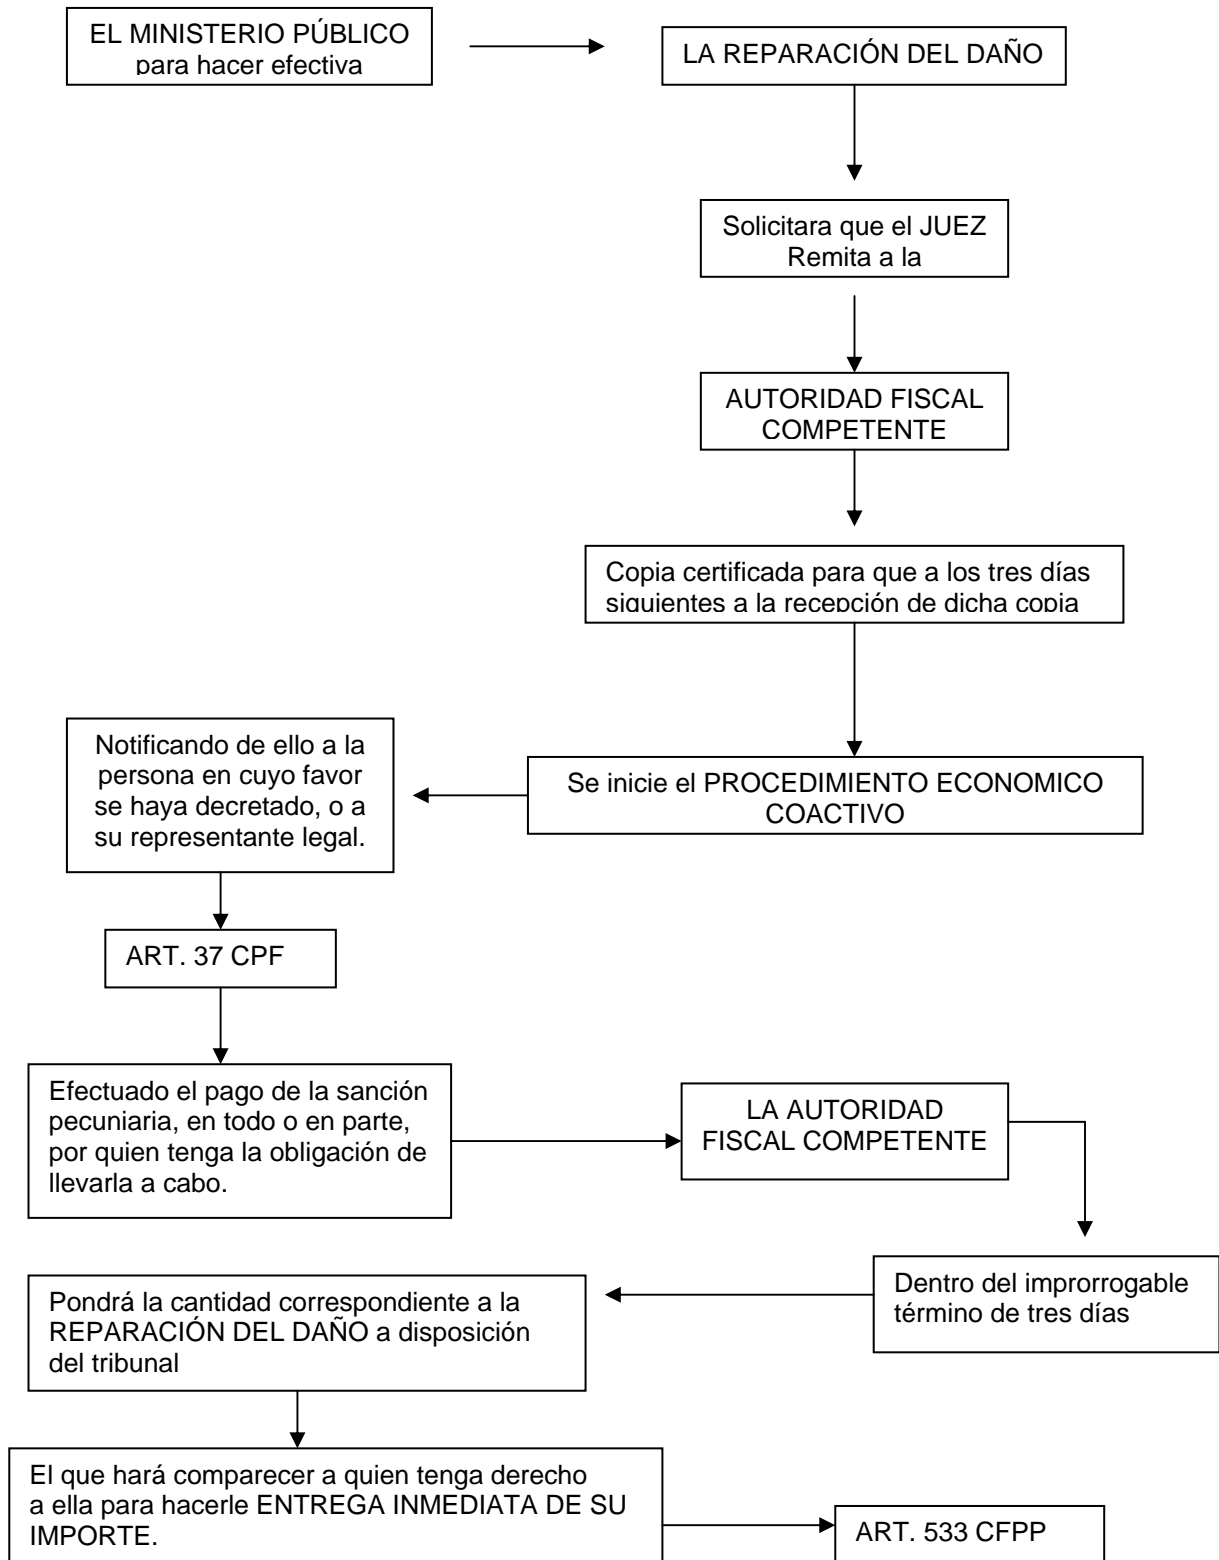 EL MINISTERIO PÚBLICO
para hacer efectiva
LA REPARACIÓN DEL DAÑO
Solicitara que el JUEZ
Remita a la
AUTORIDAD FISCAL
COMPETENTE
Copia certificada para que a los tres días
siguientes a la recepción de dicha copia
Se inicie el PROCEDIMIENTO ECONOMICO
COACTIVO
Notificando de ello a la
persona en cuyo favor
se haya decretado, o a
su representante legal.
ART. 37 CPF
Efectuado el pago de la sanción
pecuniaria, en todo o en parte,
por quien tenga la obligación de
llevarla a cabo.
LA AUTORIDAD
FISCAL COMPETENTE
Dentro del improrrogable
término de tres días
Pondrá la cantidad correspondiente a la
REPARACIÓN DEL DAÑO a disposición
del tribunal
El que hará comparecer a quien tenga derecho
a ella para hacerle ENTREGA INMEDIATA DE SU
IMPORTE.
ART. 533 CFPP